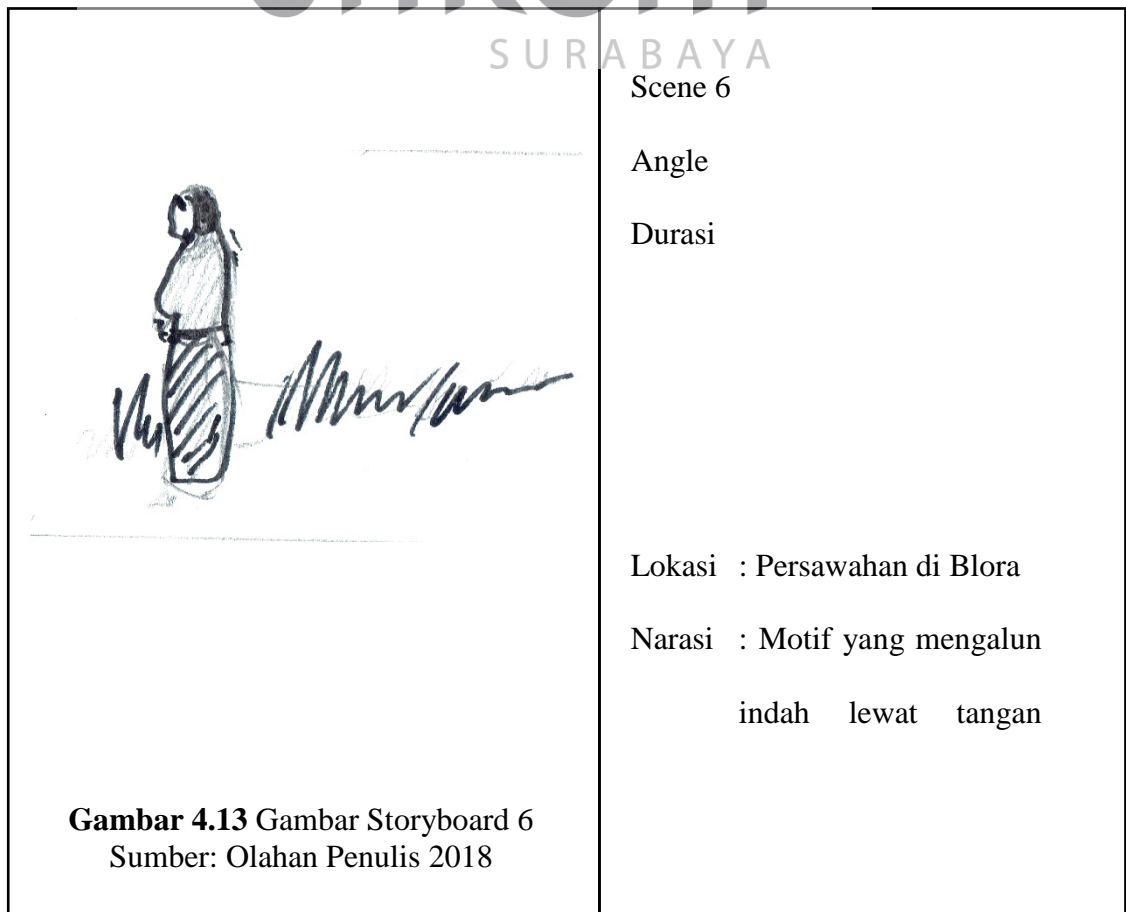 SURABAYA
Scene 6
Angle
Durasi
Lokasi : Persawahan di Blora
Narasi : Motif yang mengalun
indah lewat tangan
Gambar 4.13 Gambar Storyboard 6
Sumber: Olahan Penulis 2018